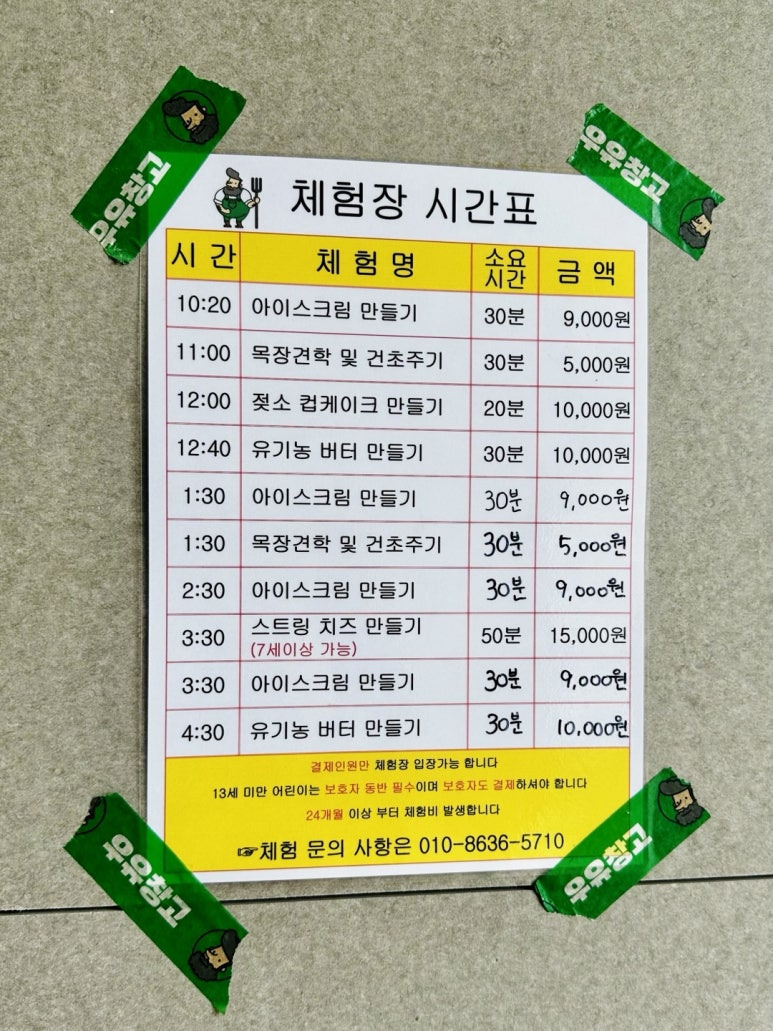 우유창고
우유창고
체험장 시간표
시 간 체 험 명 소요시간 금 액
10:20 아이스크림 만들기 30분 9,000원
11:00 목장견학 및 건초주기 30분 5,000원
12:00 젖소 컵케이크 만들기 20분 10,000원
12:40 유기농 버터 만들기 30분 10,000원
1:30 아이스크림 만들기 30분 9,000원
1:30 목장견학 및 건초주기 30분 5,000원
2:30 아이스크림 만들기 30분 9,000원
3:30 스트링 치즈 만들기 50분 15,000원
(7세이상 가능)
3:30 아이스크림 만들기 30분 9,000원
4:30 유기농 버터 만들기 30분 10,000원
결제인원만 체험장 입장가능 합니다
13세 미만 어린이는 보호자 동반 필수이며 보호자도 결제하셔야 합니다
24개월 이상 부터 체험비 발생합니다
☞체험 문의 사항은 010-8636-5710
우유창고
우유창고